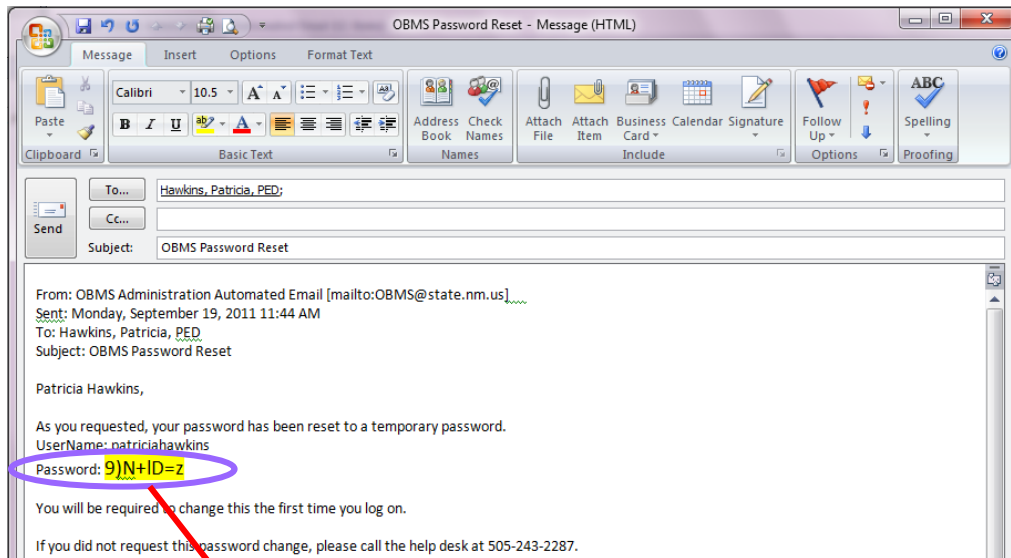 OBMS Password Reset - Message (HTML)
Message Insert Options Format Text
Paste
Calibri 10.5 A A
B I U ab A
Address Book
Check Names
Attach File
Attach Item
Business Card
Calendar
Signature
Follow Up
ABC
Spelling
Clipboard Basic Text Names Include Options Proofing
Send
To... Hawkins, Patricia, PED;
Cc...
Subject: OBMS Password Reset
From: OBMS Administration Automated Email [mailto:OBMS@state.nm.us]
Sent: Monday, September 19, 2011 11:44 AM
To: Hawkins, Patricia, PED
Subject: OBMS Password Reset
Patricia Hawkins,
As you requested, your password has been reset to a temporary password.
UserName: patriciahawkins
Password: 9)N+lD=z
You will be required to change this the first time you log on.
If you did not request this password change, please call the help desk at 505-243-2287.